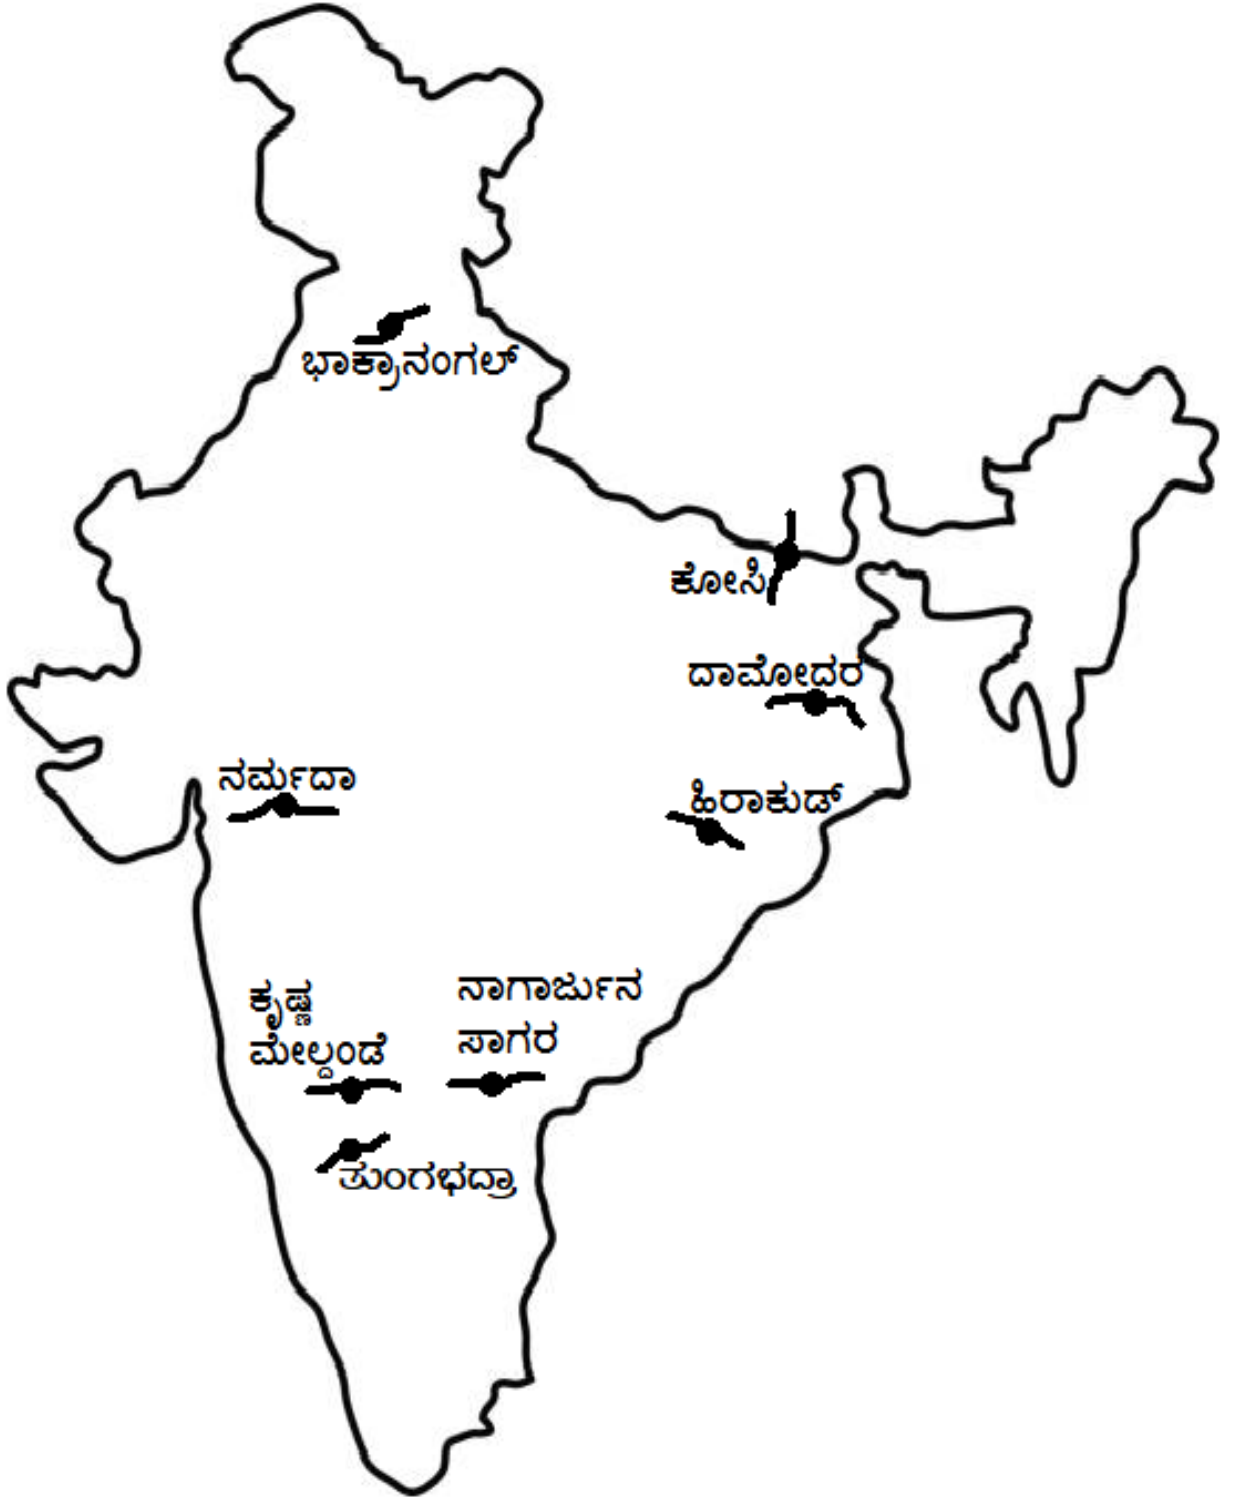 ಭಾಕ್ರಾನಂಗಲ್
ಕೋಸಿ
ದಾಮೋದರ
ನರ್ಮದಾ
ಹಿರಾಕುಡ್
ಕೃಷ್ಣ
ಮೇಲ್ದಂಡೆ
ನಾಗಾರ್ಜುನ
ಸಾಗರ
ತುಂಗಭದ್ರಾ